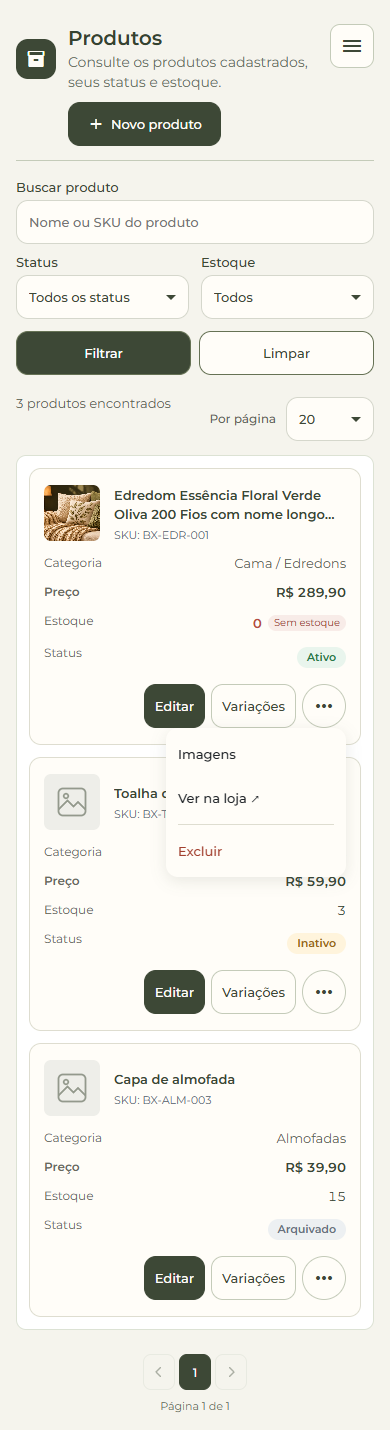 Produtos
Consulte os produtos cadastrados,
seus status e estoque.
+ Novo produto
Buscar produto
Nome ou SKU do produto
Status
Estoque
Todos os status
Todos
Filtrar
Limpar
3 produtos encontrados
Por página
20
Edredom Essência Floral Verde
Oliva 200 Fios com nome longo…
SKU: BX-EDR-001
Categoria
Cama / Edredons
Preço
R$ 289,90
Estoque
0 Sem estoque
Status
Ativo
Editar
Variações
•••
Imagens
Ver na loja ↗
Excluir
Toalha
SKU: BX-
Categoria
Preço
R$ 59,90
Estoque
3
Status
Inativo
Editar
Variações
•••
Capa de almofada
SKU: BX-ALM-003
Categoria
Almofadas
Preço
R$ 39,90
Estoque
15
Status
Arquivado
Editar
Variações
•••
1
Página 1 de 1